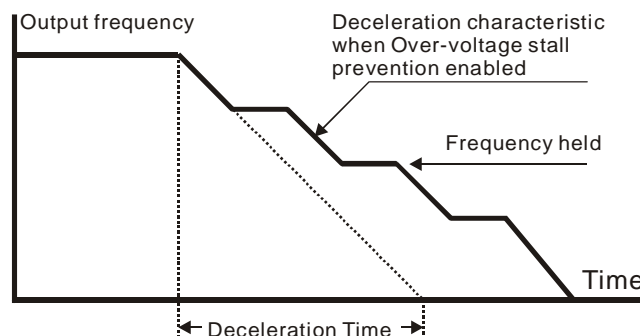 Output frequency
Deceleration characteristic
when Over-voltage stall
prevention enabled
Frequency held
Time
Deceleration Time